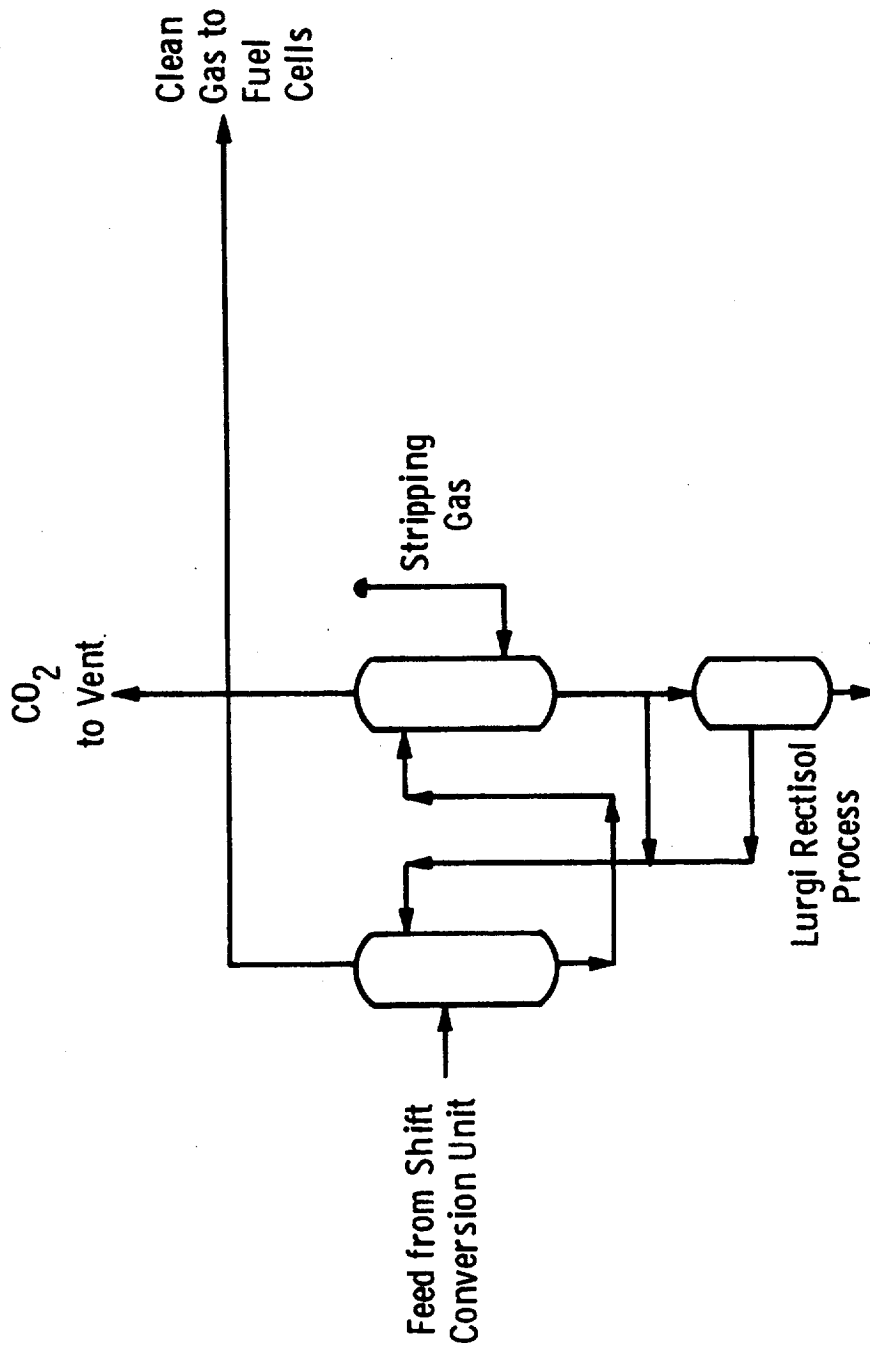 CO2
to Vent
Clean
Gas to
Fuel
Cells
Stripping
Gas
Feed from Shift
Conversion Unit
Lurgi Rectisol
Process